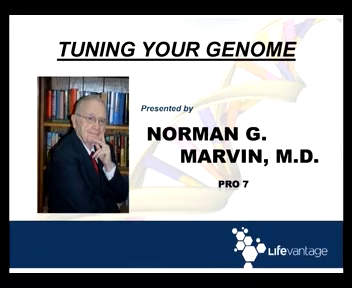 TUNING YOUR GENOME
Presented by
NORMAN G.
MARVIN, M.D.
PRO 7
Lifevantage